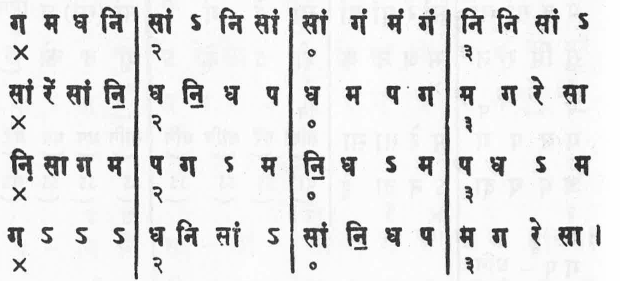 ग म ध नि | सां ऽ नि सां | सां गं मं गं | नि नि सां ऽ
× २ ० ३
सां रें सां नि॒ | ध नि॒ ध प | ध म प ग | म ग रे सा
× २ ० ३
नि़ सा ग म | प ग ऽ म | नि॒ ध ऽ म | प ध ऽ म
× २ ० ३
ग ऽ ऽ ऽ | ध नि सां ऽ | सां नि॒ ध प | म ग रे सा।
× २ ० ३